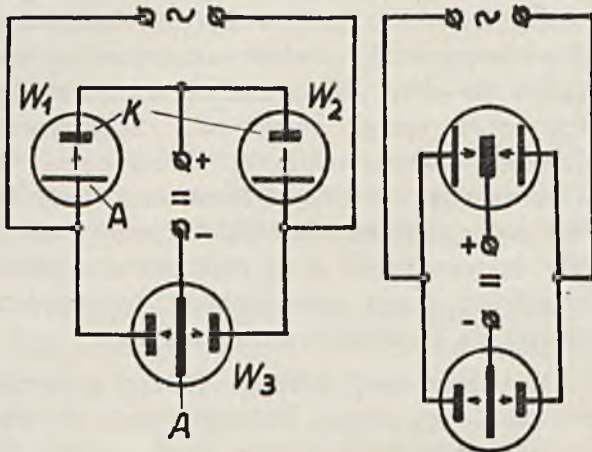 ~
~
W1
K
W2
+
+
A
=
=
-
-
W3
A